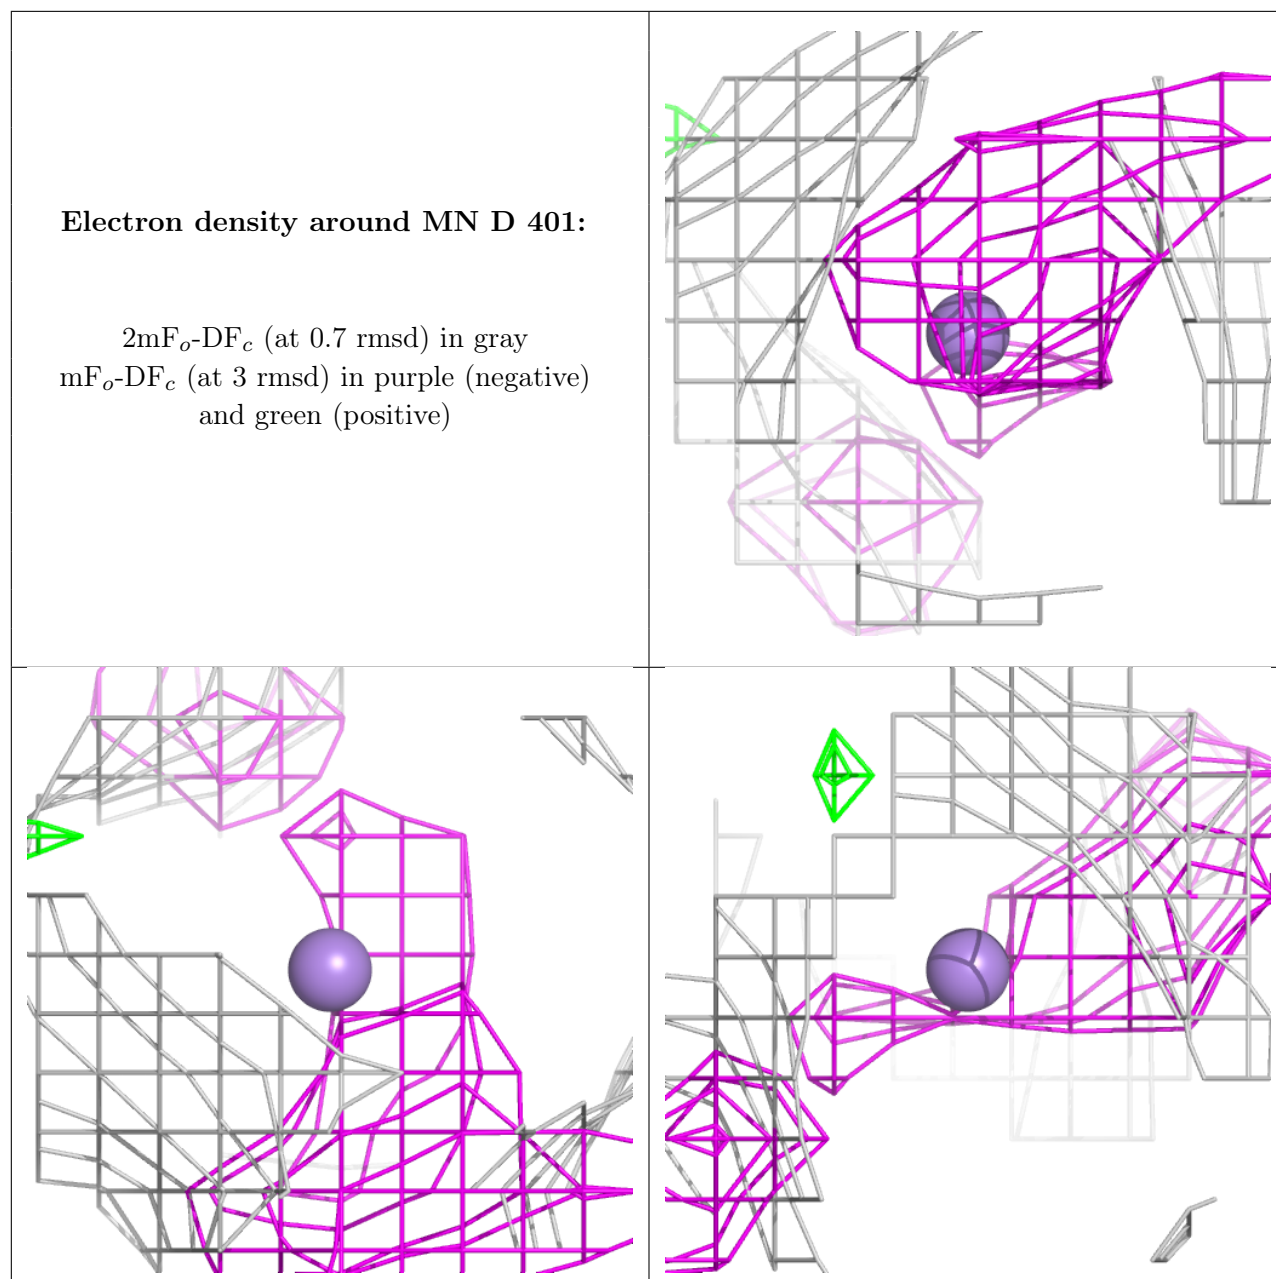 Electron density around MN D 401:
2mFₒ-DF𝒸 (at 0.7 rmsd) in gray
mFₒ-DF𝒸 (at 3 rmsd) in purple (negative)
and green (positive)